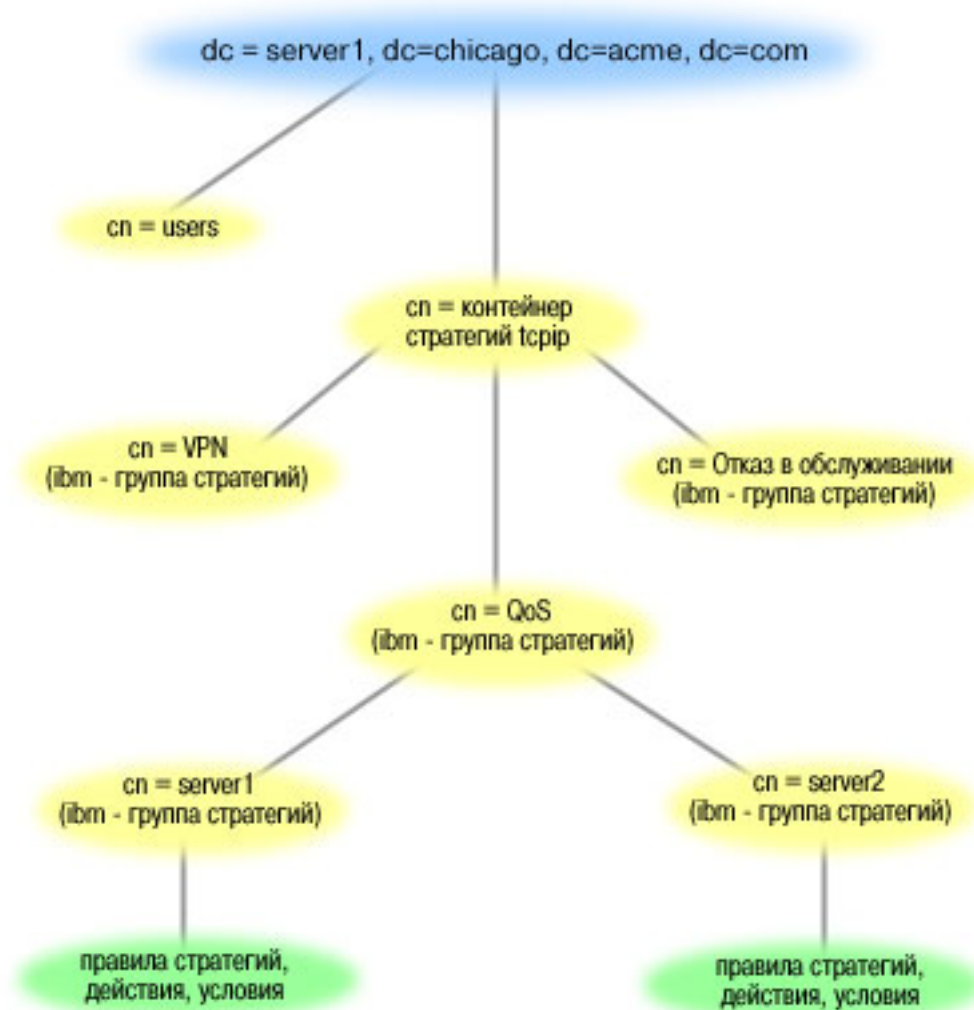 dc = server1, dc=chicago, dc=acme, dc=com
cn = users
cn = контейнер
стратегий tcpip
cn = VPN
(ibm - группа стратегий)
cn = Отказ в обслуживании
(ibm - группа стратегий)
cn = QoS
(ibm - группа стратегий)
cn = server1
(ibm - группа стратегий)
cn = server2
(ibm - группа стратегий)
правила стратегий,
действия, условия
правила стратегий,
действия, условия